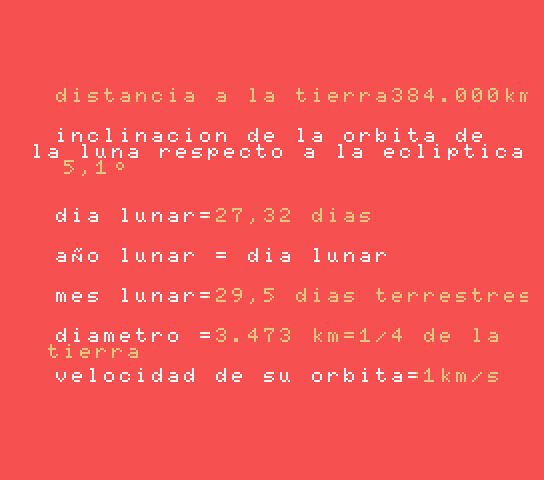 distancia a la tierra384.000km
inclinacion de la orbita de
la luna respecto a la ecliptica
5,1º
dia lunar=27,32 dias
año lunar = dia lunar
mes lunar=29,5 dias terrestres
diametro =3.473 km=1/4 de la
tierra
velocidad de su orbita=1km/s